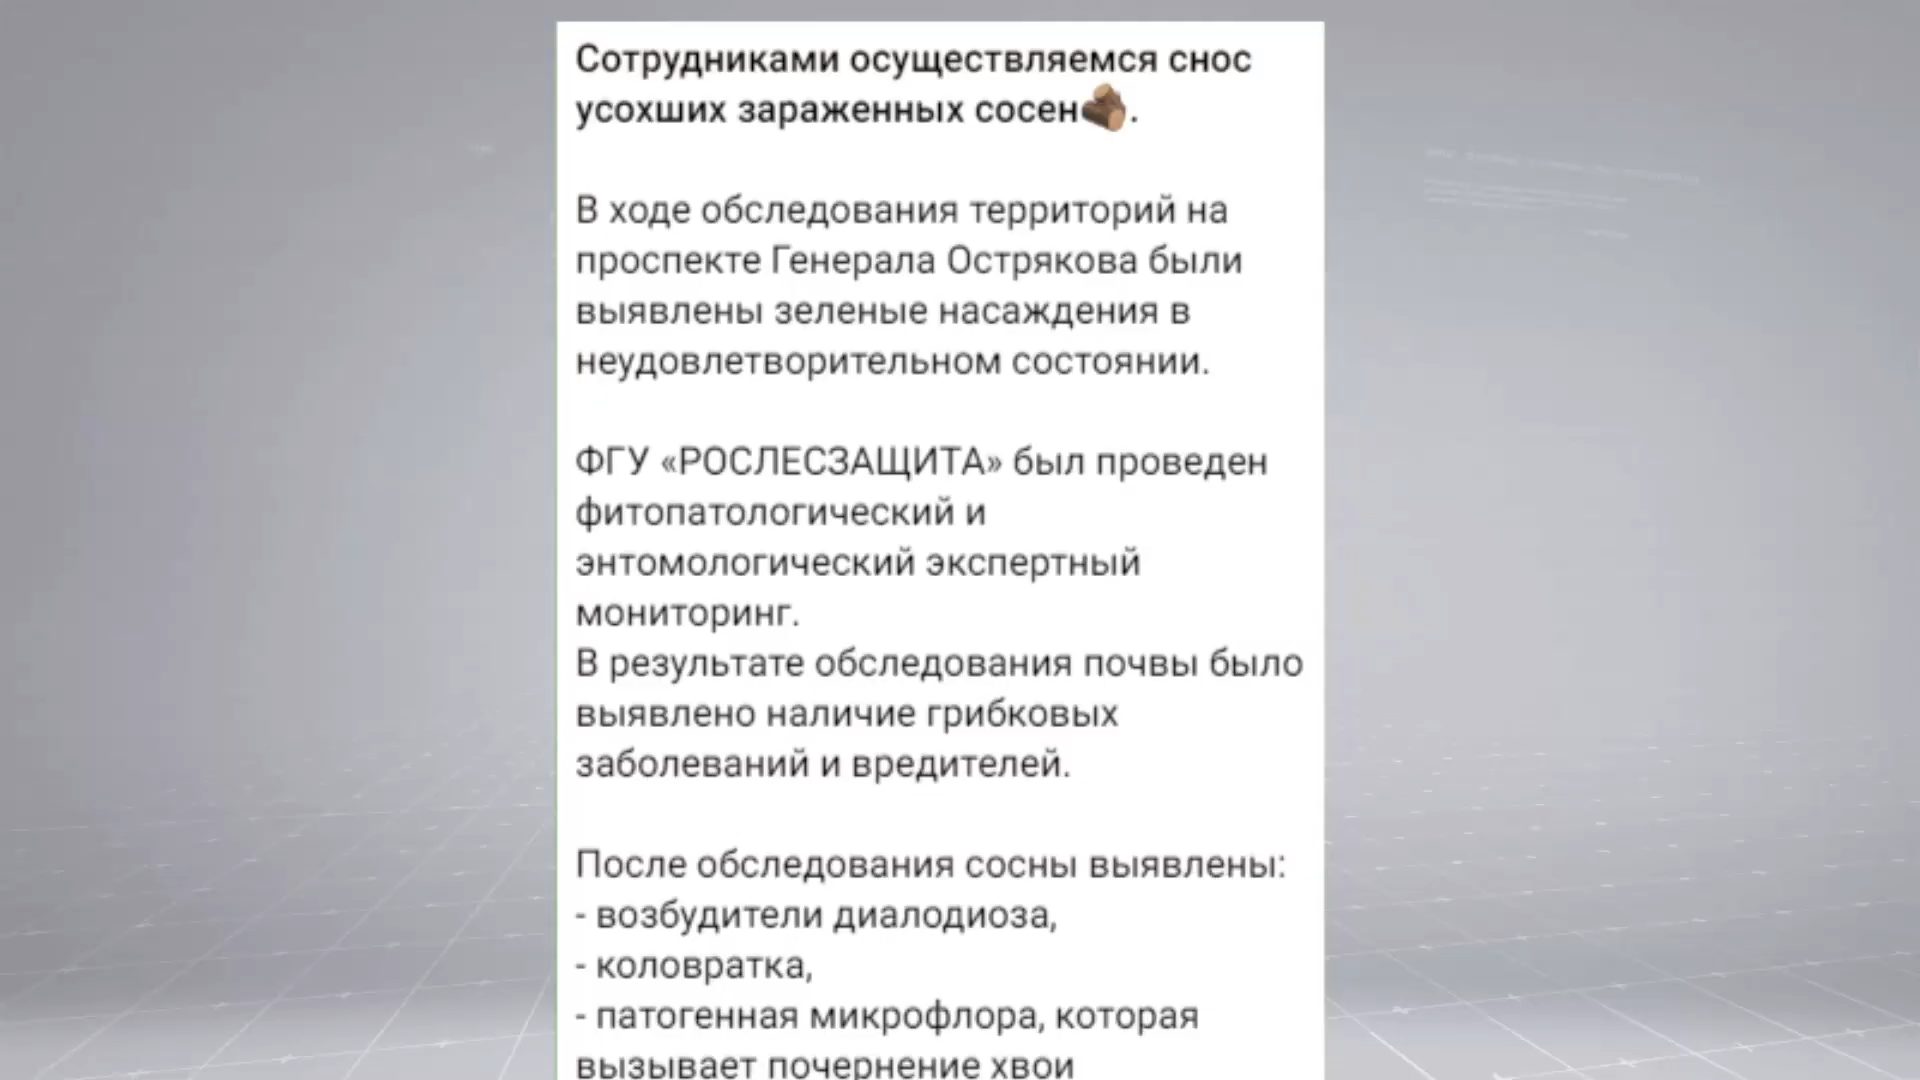 Сотрудниками осуществляемся снос
усохших зараженных сосен🪵.
В ходе обследования территорий на
проспекте Генерала Острякова были
выявлены зеленые насаждения в
неудовлетворительном состоянии.
ФГУ «РОСЛЕСЗАЩИТА» был проведен
фитопатологический и
энтомологический экспертный
мониторинг.
В результате обследования почвы было
выявлено наличие грибковых
заболеваний и вредителей.
После обследования сосны выявлены:
- возбудители диалодиоза,
- коловратка,
- патогенная микрофлора, которая
вызывает почернение хвои